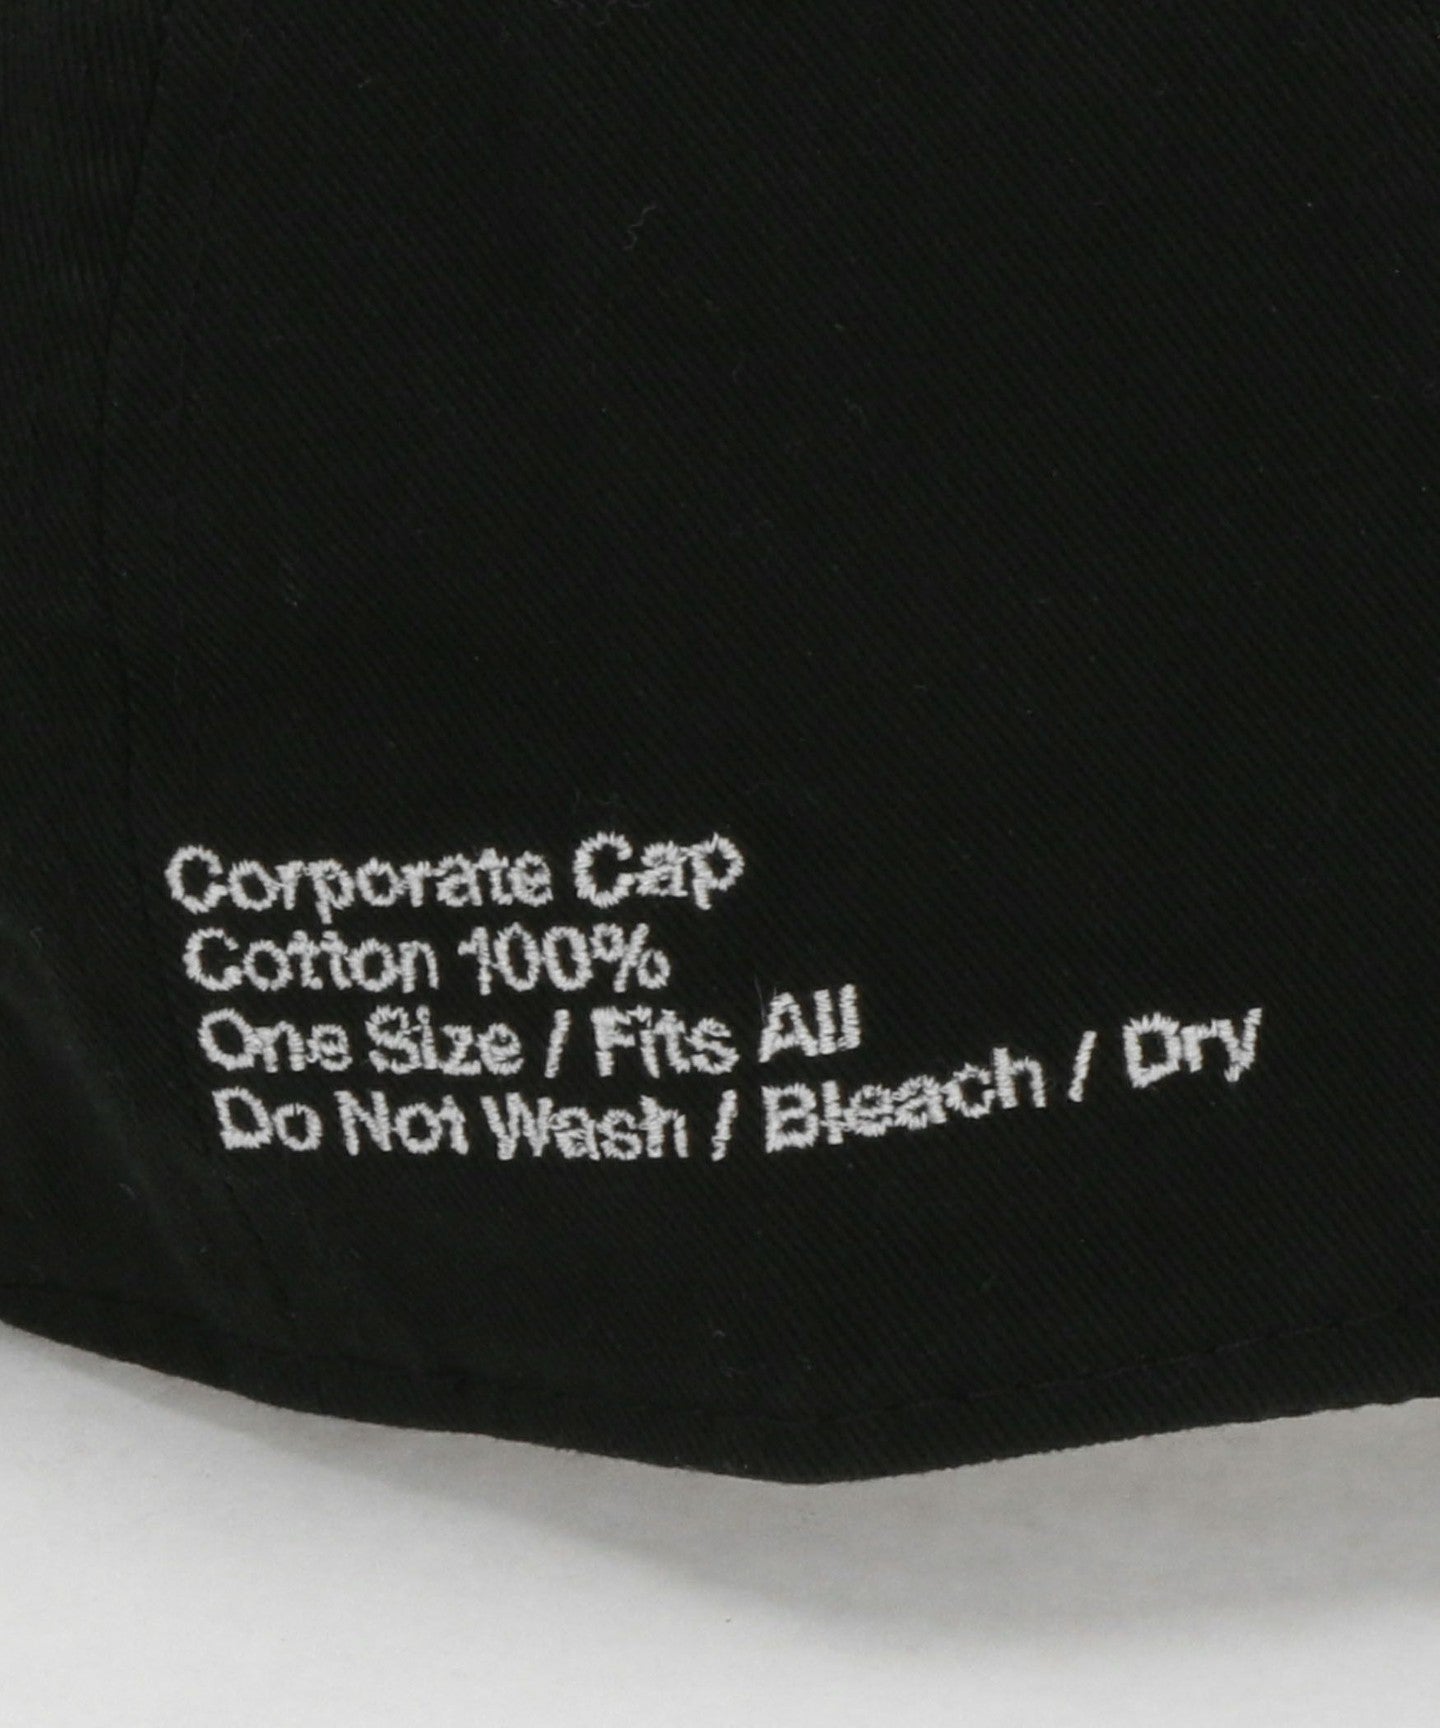 Corporate Cap
Cotton 100%
One Size / Fits All
Do Not Wash / Bleach / Dry